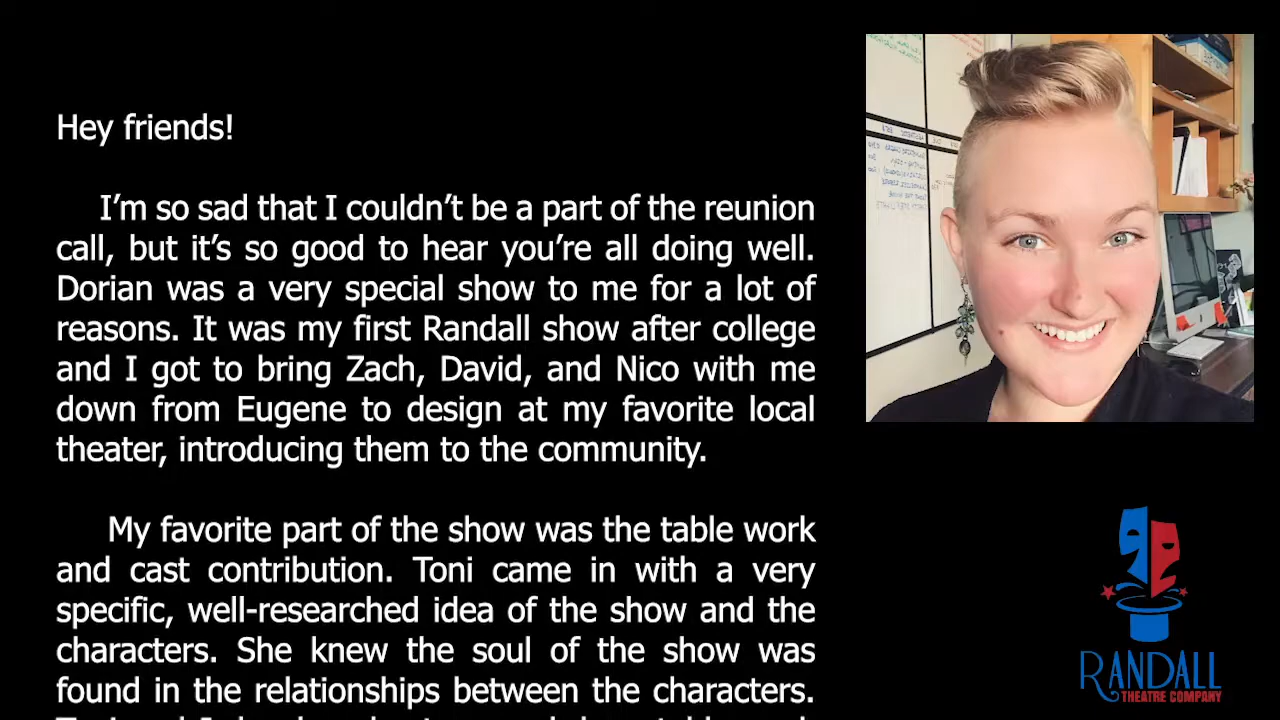 Hey friends!
I'm so sad that I couldn't be a part of the reunion
call, but it's so good to hear you're all doing well.
Dorian was a very special show to me for a lot of
reasons. It was my first Randall show after college
and I got to bring Zach, David, and Nico with me
down from Eugene to design at my favorite local
theater, introducing them to the community.
My favorite part of the show was the table work
and cast contribution. Toni came in with a very
specific, well-researched idea of the show and the
characters. She knew the soul of the show was
found in the relationships between the characters.
RANDALL
THEATRE COMPANY